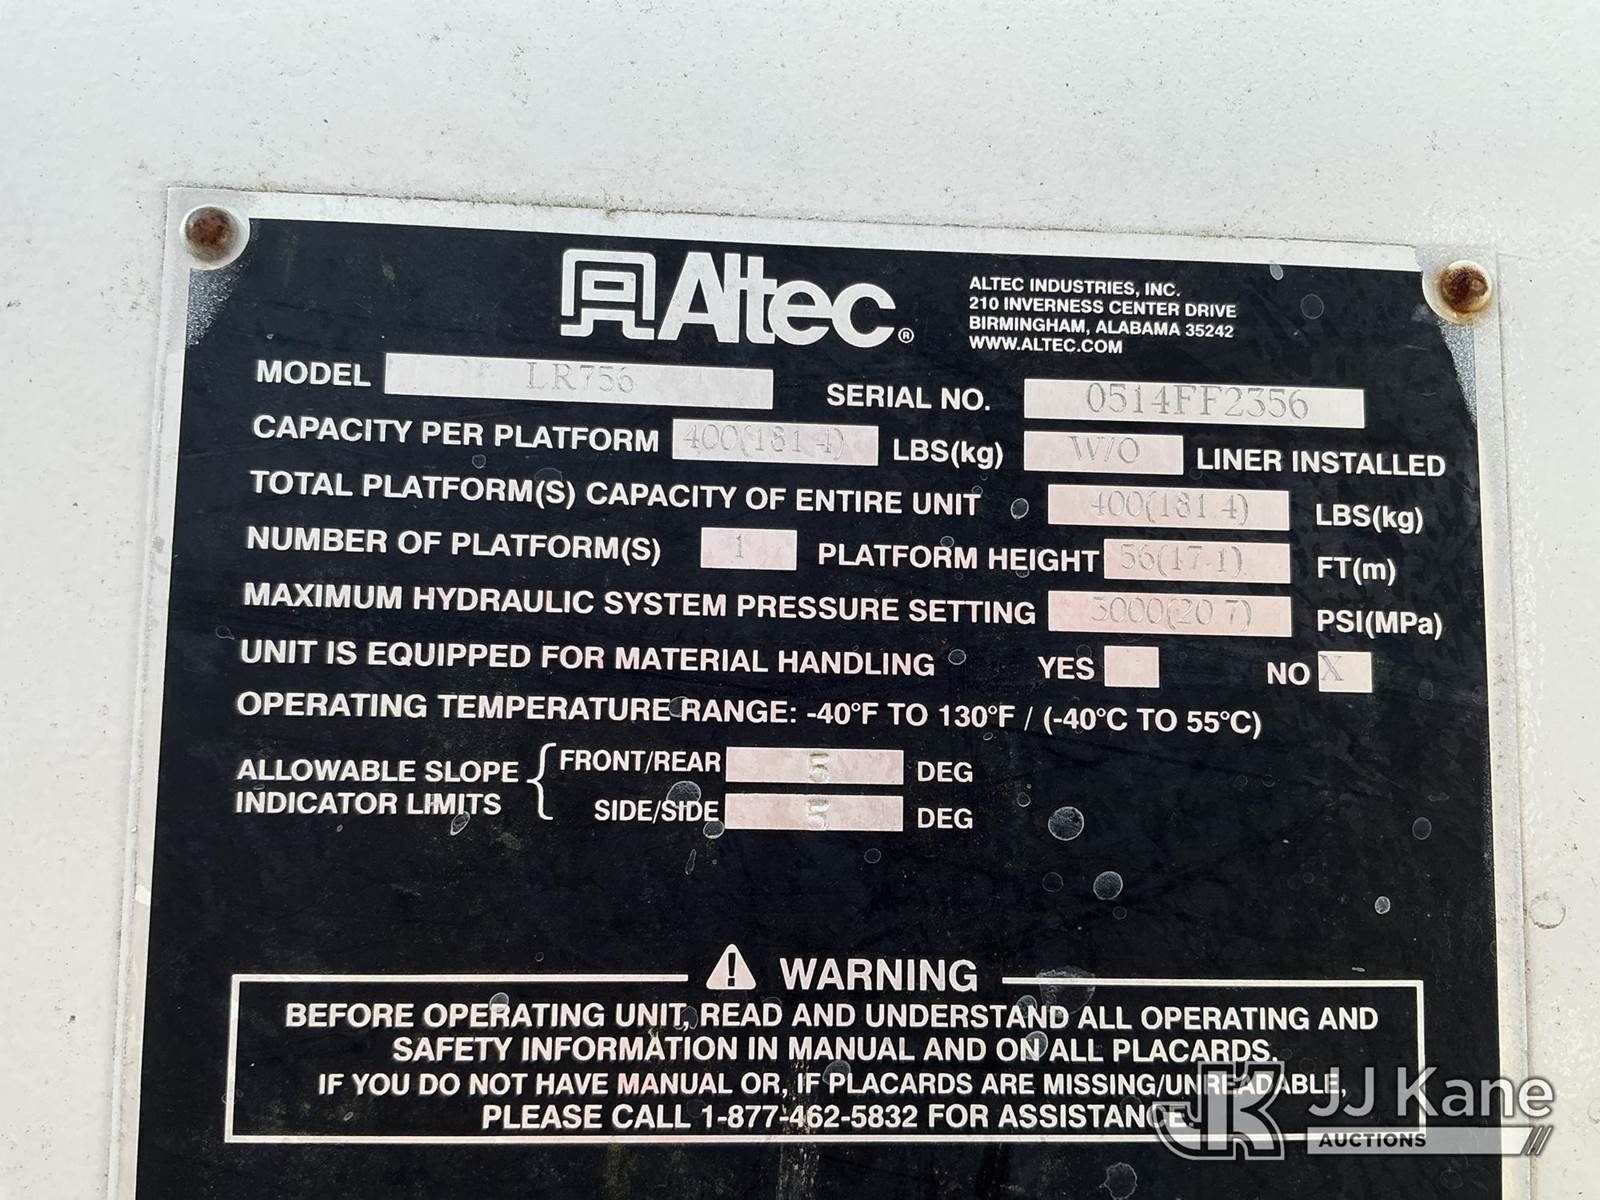 Altec®
ALTEC INDUSTRIES, INC.
210 INVERNESS CENTER DRIVE
BIRMINGHAM, ALABAMA 35242
WWW.ALTEC.COM
MODEL LR756 SERIAL NO. 0514FF2356
CAPACITY PER PLATFORM 400(181.4) LBS(kg) W/O LINER INSTALLED
TOTAL PLATFORM(S) CAPACITY OF ENTIRE UNIT 400(181.4) LBS(kg)
NUMBER OF PLATFORM(S) 1 PLATFORM HEIGHT 56(17.1) FT(m)
MAXIMUM HYDRAULIC SYSTEM PRESSURE SETTING 3000(20.7) PSI(MPa)
UNIT IS EQUIPPED FOR MATERIAL HANDLING YES NO X
OPERATING TEMPERATURE RANGE: -40°F TO 130°F / (-40°C TO 55°C)
ALLOWABLE SLOPE INDICATOR LIMITS
FRONT/REAR 5 DEG
SIDE/SIDE 5 DEG
WARNING
BEFORE OPERATING UNIT, READ AND UNDERSTAND ALL OPERATING AND
SAFETY INFORMATION IN MANUAL AND ON ALL PLACARDS.
IF YOU DO NOT HAVE MANUAL OR, IF PLACARDS ARE MISSING/UNREADABLE,
PLEASE CALL 1-877-462-5832 FOR ASSISTANCE.
JJ Kane
AUCTIONS